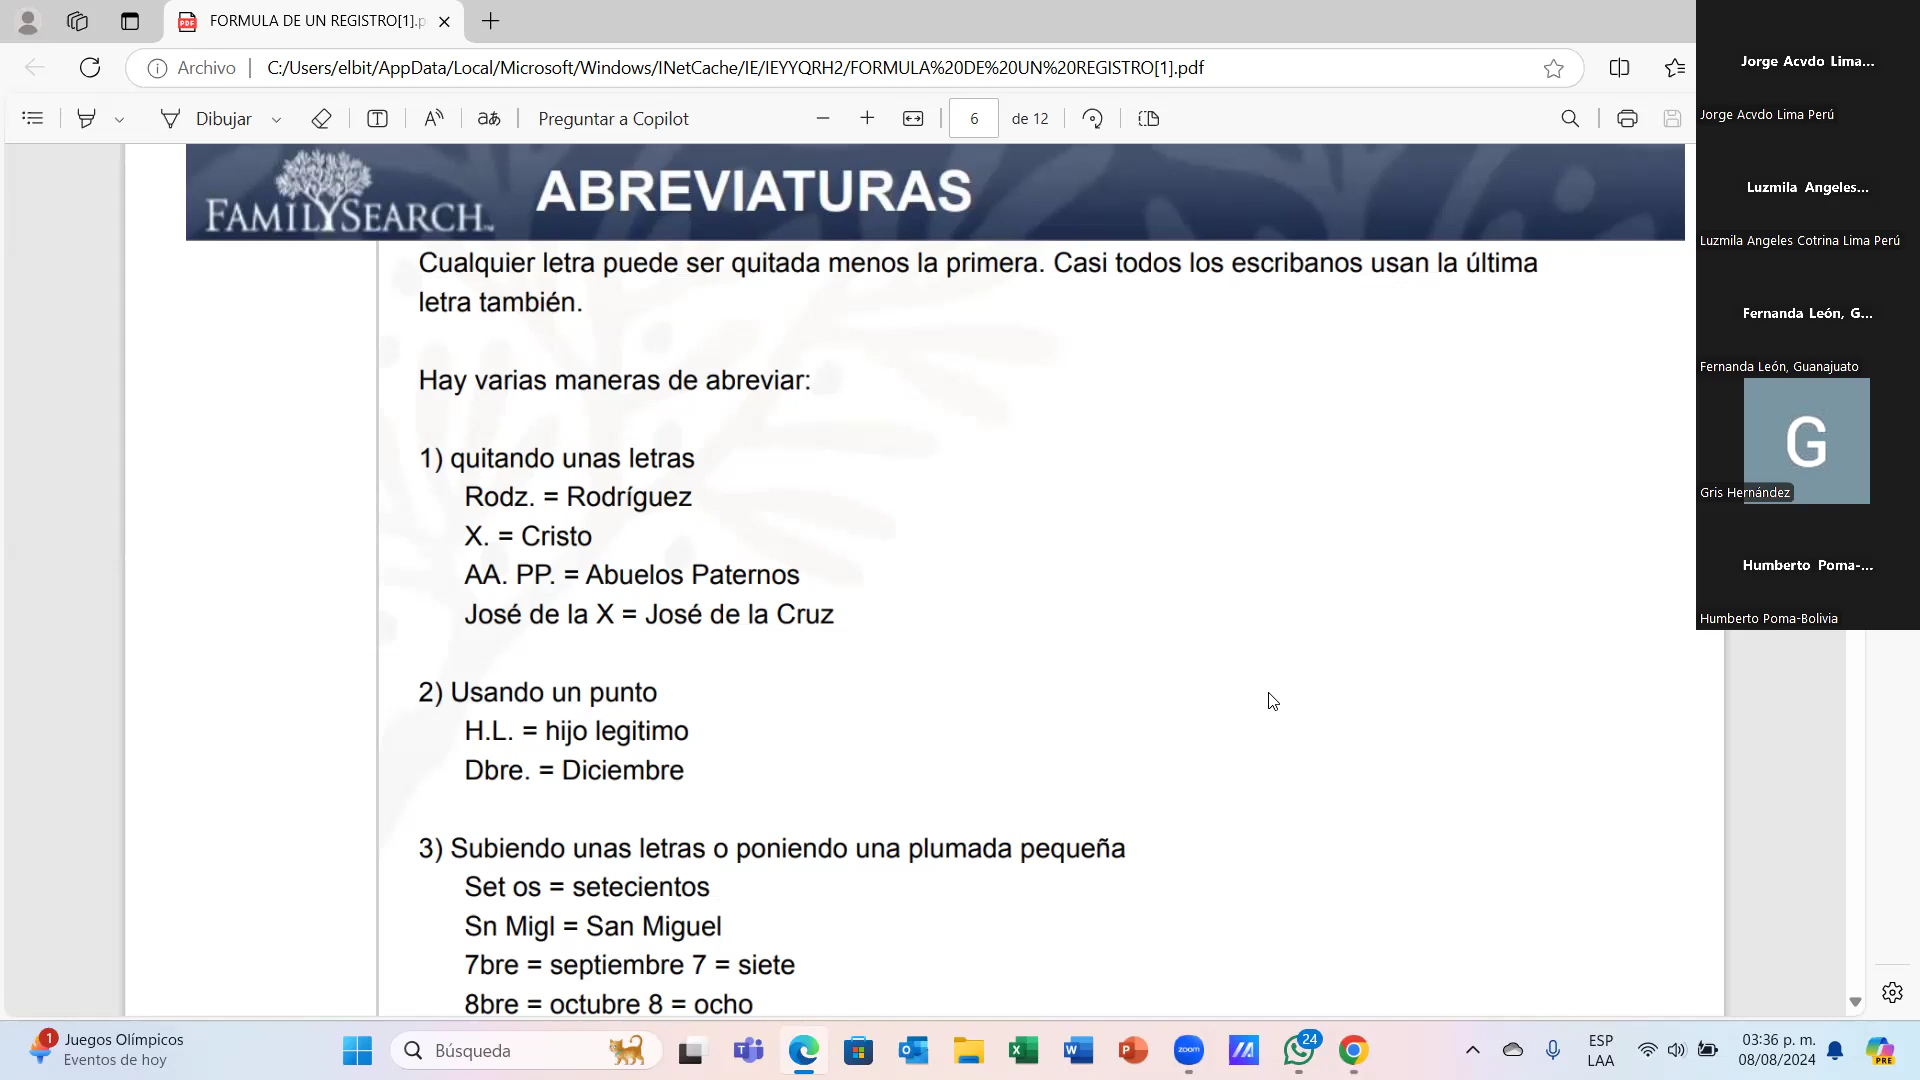 FORMULA DE UN REGISTRO[1].p
Archivo
C:/Users/elbit/AppData/Local/Microsoft/Windows/INetCache/IE/IEYYQRH2/FORMULA%20DE%20UN%20REGISTRO[1].pdf
Dibujar
aあ
Preguntar a Copilot
6
de 12
FAMILYSEARCH
ABREVIATURAS
Cualquier letra puede ser quitada menos la primera. Casi todos los escribanos usan la última
letra también.
Hay varias maneras de abreviar:
1) quitando unas letras
Rodz. = Rodríguez
X. = Cristo
AA. PP. = Abuelos Paternos
José de la X = José de la Cruz
2) Usando un punto
H.L. = hijo legitimo
Dbre. = Diciembre
3) Subiendo unas letras o poniendo una plumada pequeña
Set os = setecientos
Sn Migl = San Miguel
7bre = septiembre 7 = siete
8bre = octubre 8 = ocho
Jorge Acvdo Lima...
Jorge Acvdo Lima Perú
Luzmila Angeles...
Luzmila Angeles Cotrina Lima Perú
Fernanda León, G...
Fernanda León, Guanajuato
G
Gris Hernández
Humberto Poma-...
Humberto Poma-Bolivia
1
Juegos Olímpicos
Eventos de hoy
Búsqueda
zoom
24
ESP
LAA
03:36 p. m.
08/08/2024
PRE